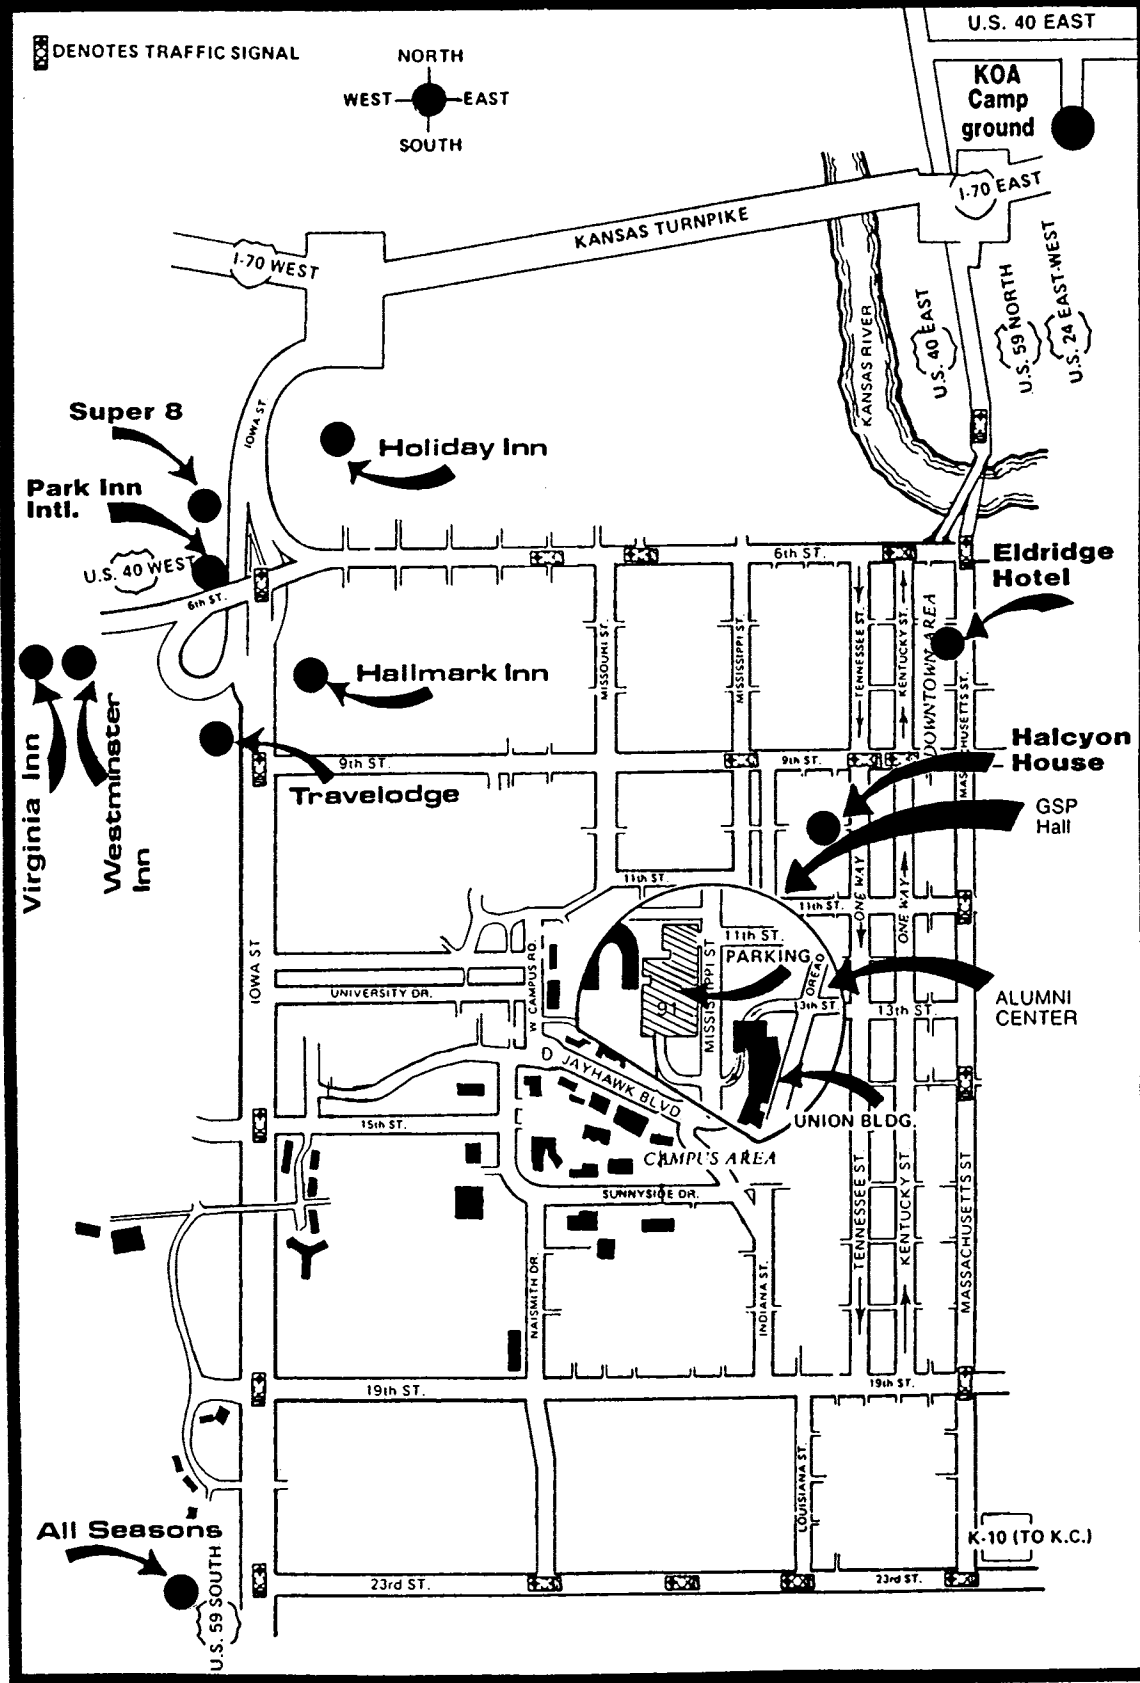 U.S. 40 EAST
DENOTES TRAFFIC SIGNAL
NORTH
WEST
EAST
SOUTH
KOA
Camp
ground
I-70 EAST
KANSAS TURNPIKE
I-70 WEST
KANSAS RIVER
U.S. 40 EAST
U.S. 59 NORTH
U.S. 24 EAST-WEST
Super 8
IOWA ST.
Holiday Inn
Park Inn
Intl.
U.S. 40 WEST
6th ST.
6th ST.
Eldridge
Hotel
MISSOURI ST.
MISSISSIPPI ST.
TENNESSEE ST.
KENTUCKY ST.
DOWNTOWN AREA
MASSACHUSETTS ST.
Hallmark Inn
Virginia Inn
Westminster
Inn
Travelodge
9th ST.
9th ST.
Halcyon
House
GSP
Hall
11th ST.
11th ST.
11th ST.
ONE WAY
ONE WAY
PARKING
91
MISSISSIPPI ST
OREAD
13th ST.
13th ST.
ALUMNI
CENTER
IOWA ST
UNIVERSITY DR.
W CAMPUS RD.
D
JAYHAWK BLVD
UNION BLDG.
15th ST.
CAMPUS AREA
SUNNYSIDE DR.
NAISMITH DR.
INDIANA ST.
TENNESSEE ST.
KENTUCKY ST.
MASSACHUSETTS ST
19th ST.
19th ST.
LOUISIANA ST.
All Seasons
U.S. 59 SOUTH
K-10 (TO K.C.)
23rd ST.
23rd ST.